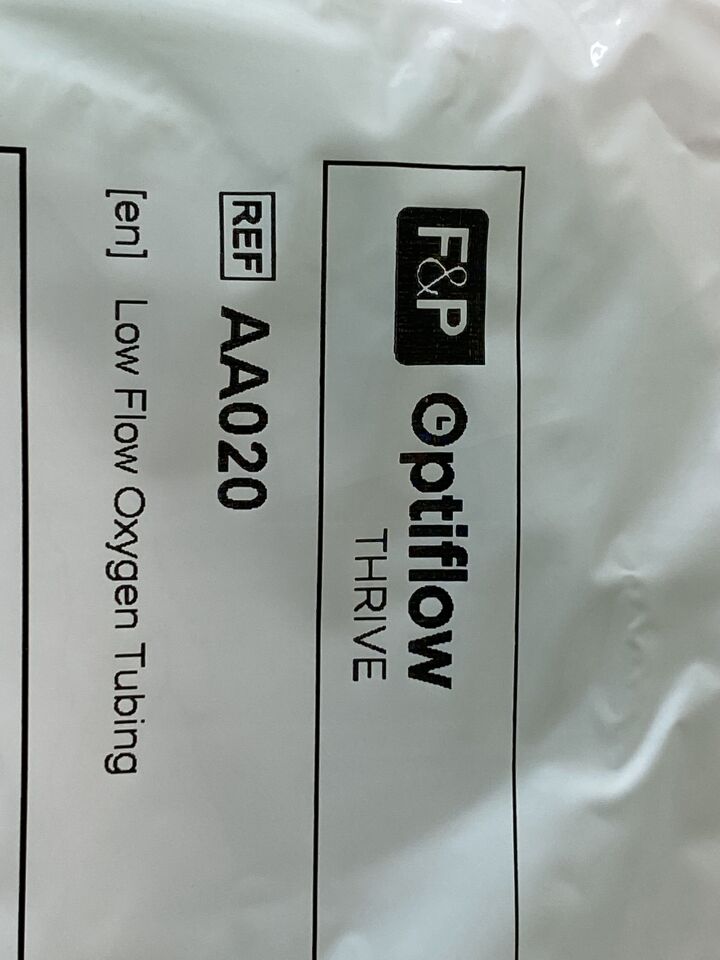 F&P Optiflow
THRIVE
REF AA020
[en] Low Flow Oxygen Tubing